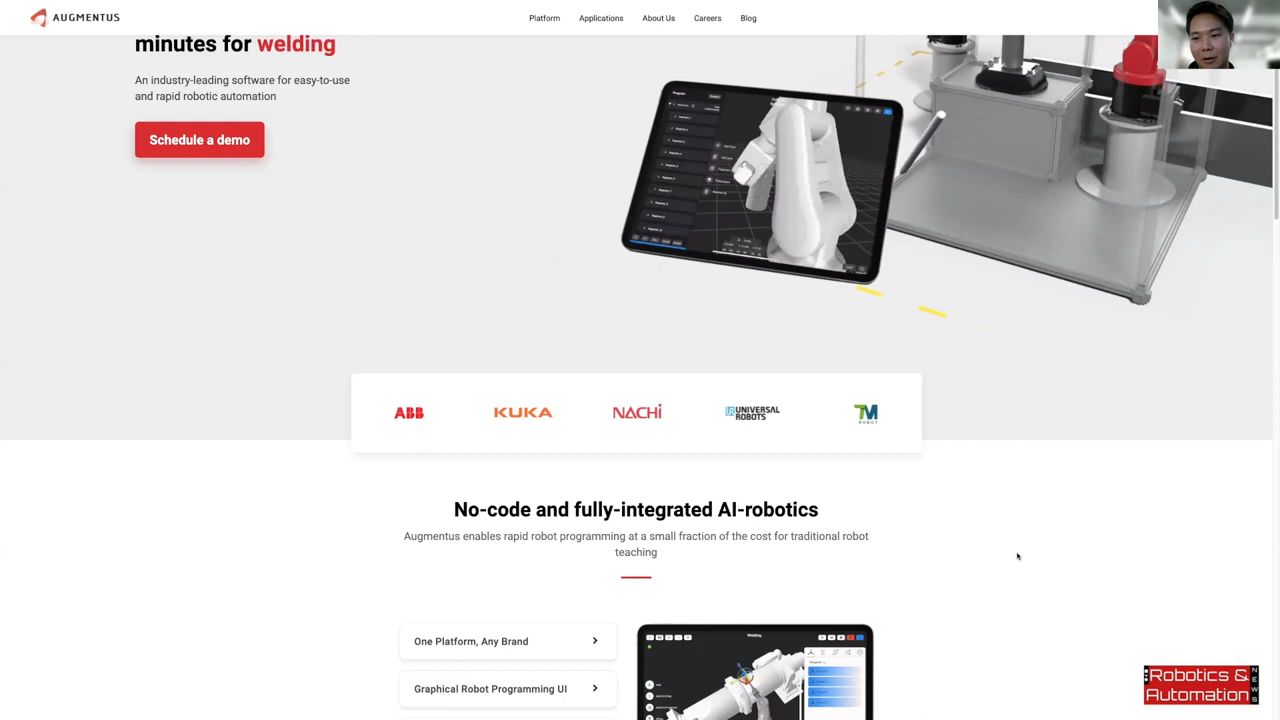 AUGMENTUS
Platform
Applications
About Us
Careers
Blog
minutes for welding
An industry-leading software for easy-to-use
and rapid robotic automation
Schedule a demo
Program
ABB
KUKA
NACHI
UNIVERSAL
ROBOTS
TM
ROBOT
No-code and fully-integrated AI-robotics
Augmentus enables rapid robot programming at a small fraction of the cost for traditional robot
teaching
One Platform, Any Brand
Graphical Robot Programming UI
Welding
Robotics &
Automation
NEWS